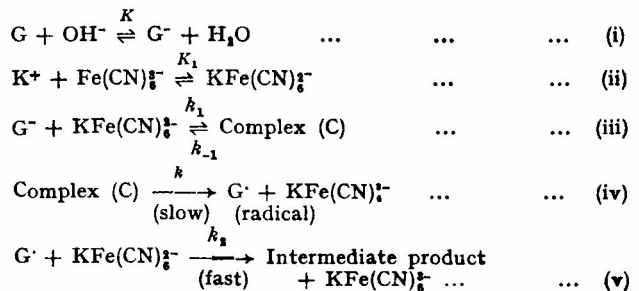 K
G + OH⁻ ⇌ G⁻ + H₂O ... ... ... (i)
K₁
K⁺ + Fe(CN)₆³⁻ ⇌ KFe(CN)₆²⁻ ... ... (ii)
k₁
G⁻ + KFe(CN)₆²⁻ ⇌ Complex (C) ... ... (iii)
k₋₁
k
Complex (C) ⟶ G· + KFe(CN)₆³⁻ ... ... (iv)
(slow) (radical)
k₂
G· + KFe(CN)₆²⁻ ⟶ Intermediate product
(fast) + KFe(CN)₆³⁻ ... ... (v)